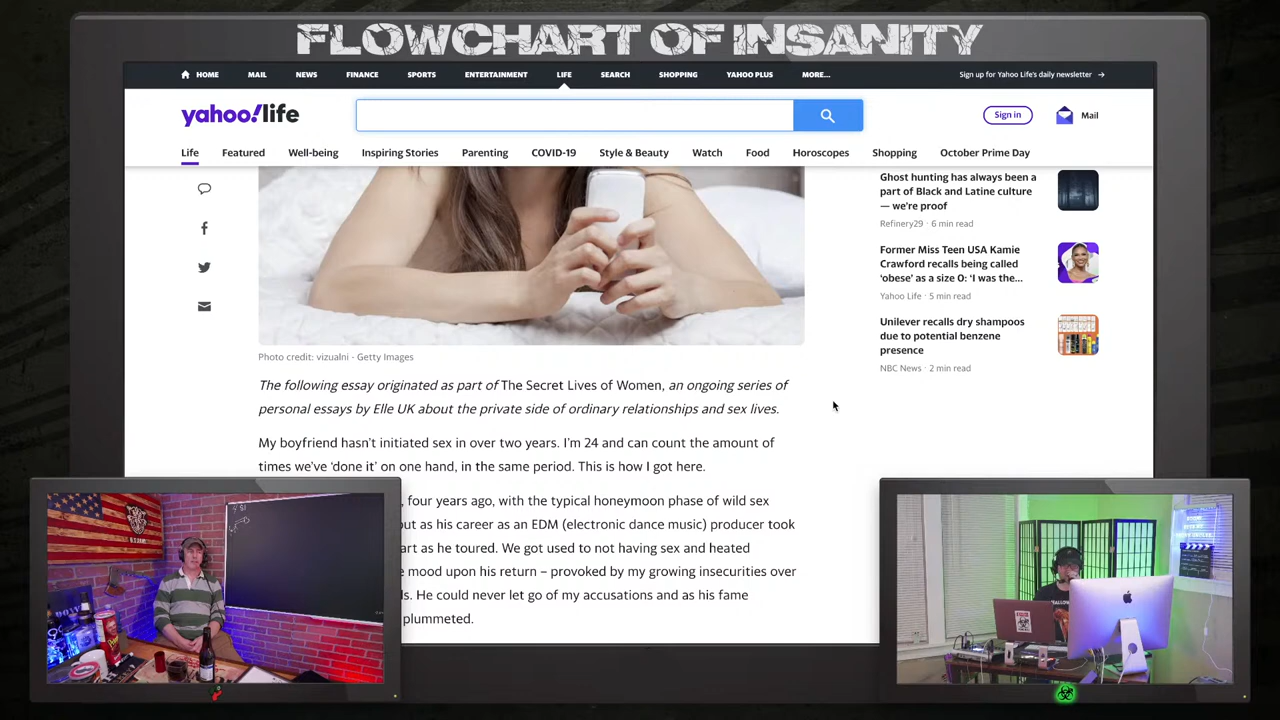 FLOWCHART OF INSANITY
HOME MAIL NEWS FINANCE SPORTS ENTERTAINMENT LIFE SEARCH SHOPPING YAHOO PLUS MORE... Sign up for Yahoo Life's daily newsletter →
yahoo!life Sign in Mail
Life Featured Well-being Inspiring Stories Parenting COVID-19 Style & Beauty Watch Food Horoscopes Shopping October Prime Day
Ghost hunting has always been a
part of Black and Latine culture
— we're proof
Refinery29 · 6 min read
Former Miss Teen USA Kamie
Crawford recalls being called
'obese' as a size 0: 'I was the...
Yahoo Life · 5 min read
Unilever recalls dry shampoos
due to potential benzene
presence
NBC News · 2 min read
Photo credit: vizualni - Getty Images
The following essay originated as part of The Secret Lives of Women, an ongoing series of
personal essays by Elle UK about the private side of ordinary relationships and sex lives.
My boyfriend hasn't initiated sex in over two years. I'm 24 and can count the amount of
times we've 'done it' on one hand, in the same period. This is how I got here.
, four years ago, with the typical honeymoon phase of wild sex
but as his career as an EDM (electronic dance music) producer took
art as he toured. We got used to not having sex and heated
e mood upon his return – provoked by my growing insecurities over
ds. He could never let go of my accusations and as his fame
plummeted.